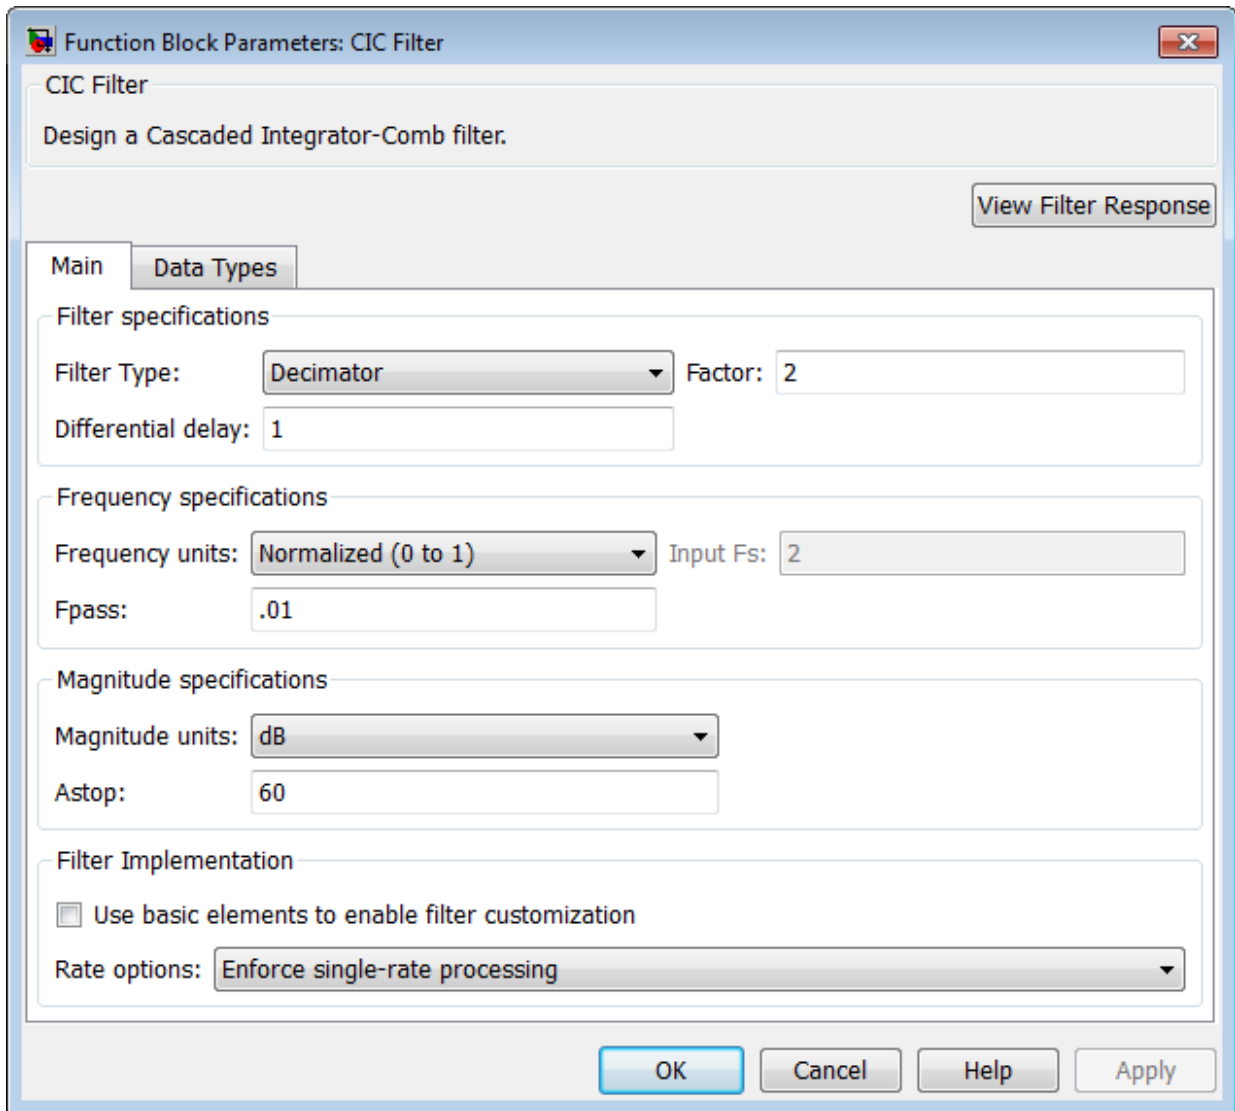 Function Block Parameters: CIC Filter
CIC Filter
Design a Cascaded Integrator-Comb filter.
View Filter Response
Main Data Types
Filter specifications
Filter Type: Decimator Factor: 2
Differential delay: 1
Frequency specifications
Frequency units: Normalized (0 to 1) Input Fs: 2
Fpass: .01
Magnitude specifications
Magnitude units: dB
Astop: 60
Filter Implementation
Use basic elements to enable filter customization
Rate options: Enforce single-rate processing
OK Cancel Help Apply